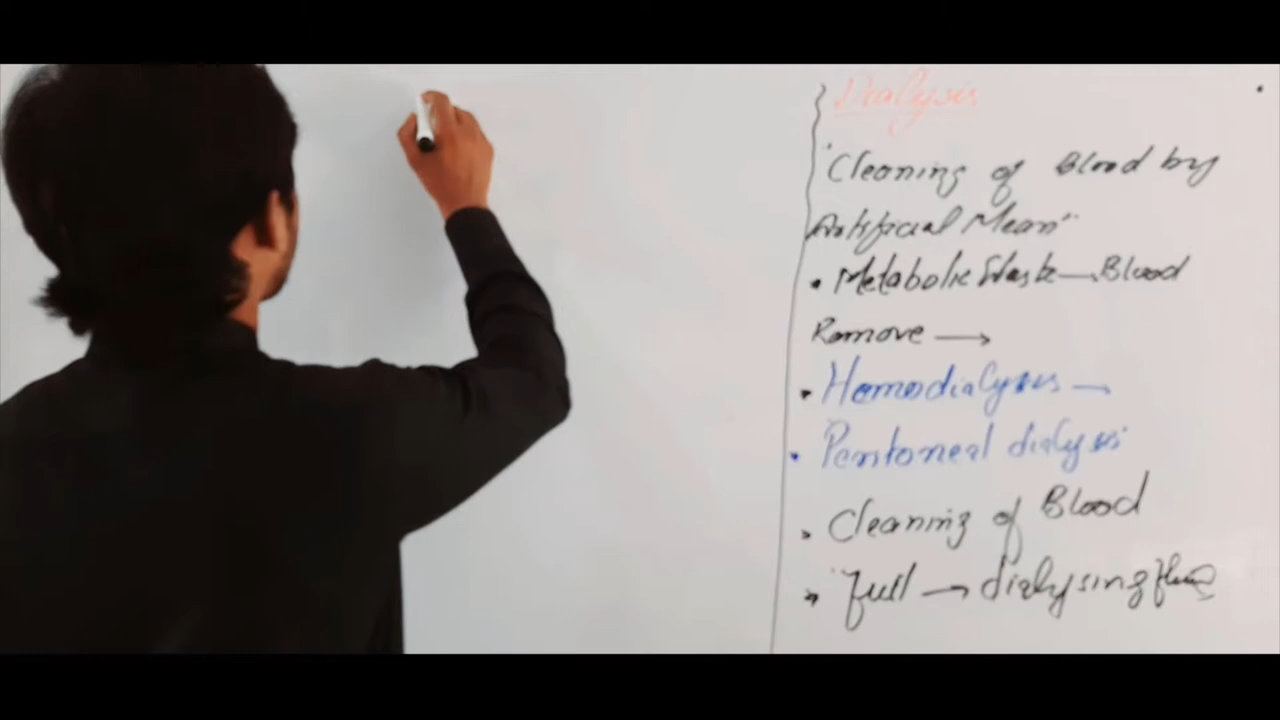 Dialysis
"Cleaning of Blood by
Artificial Mean"
• Metabolic Waste → Blood
Remove →
• Hemodialysis →
• Peritoneal dialysis
• Cleaning of Blood
• Full → dialysing fluid